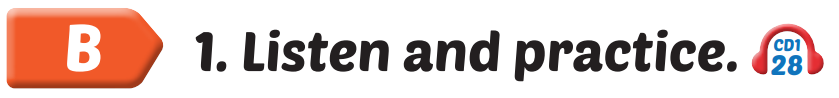 B 1. Listen and practice. CD1
28